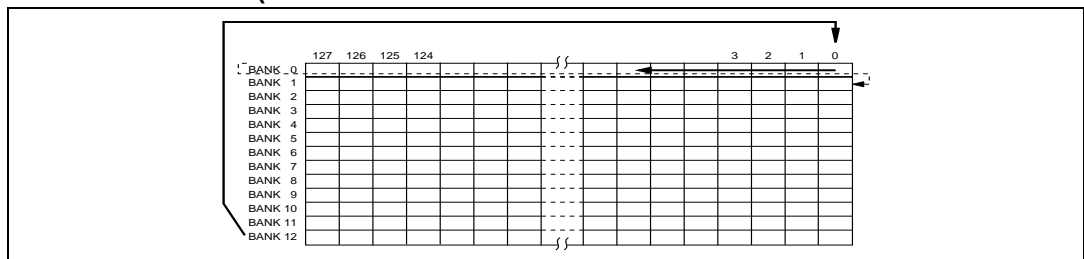 127 126 125 124 3 2 1 0
BANK 0
BANK 1
BANK 2
BANK 3
BANK 4
BANK 5
BANK 6
BANK 7
BANK 8
BANK 9
BANK 10
BANK 11
BANK 12